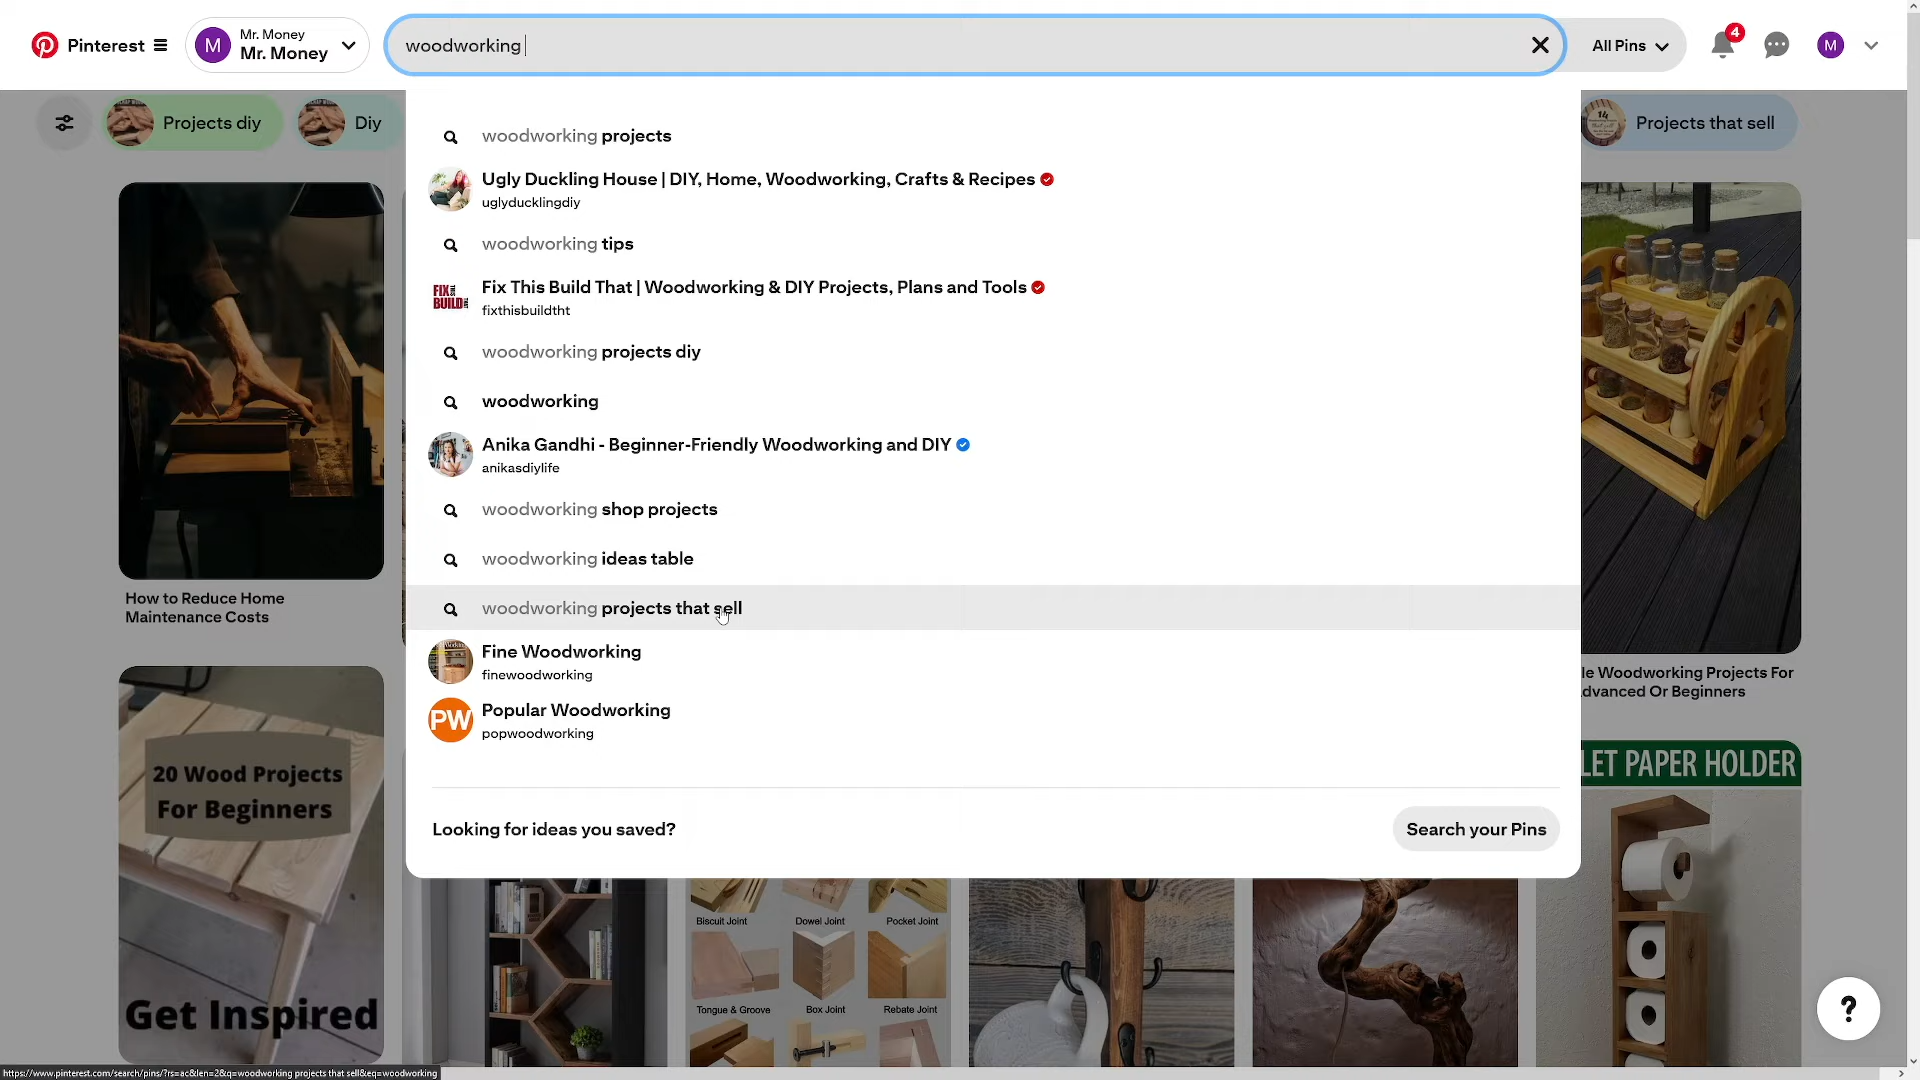 Pinterest
M
Mr. Money
Mr. Money
woodworking
All Pins
4
M
Projects diy
Diy
Projects that sell
woodworking projects
Ugly Duckling House | DIY, Home, Woodworking, Crafts & Recipes
uglyducklingdiy
woodworking tips
Fix This Build That | Woodworking & DIY Projects, Plans and Tools
fixthisbuildtht
woodworking projects diy
woodworking
Anika Gandhi - Beginner-Friendly Woodworking and DIY
anikasdiylife
woodworking shop projects
woodworking ideas table
woodworking projects that sell
Fine Woodworking
finewoodworking
PW
Popular Woodworking
popwoodworking
Looking for ideas you saved?
Search your Pins
How to Reduce Home
Maintenance Costs
le Woodworking Projects For
dvanced Or Beginners
20 Wood Projects
For Beginners
Get Inspired
LET PAPER HOLDER
Biscuit Joint
Dowel Joint
Pocket Joint
Tongue & Groove
Box Joint
Rebate Joint
?
https://www.pinterest.com/search/pins/?rs=ac&len=2&q=woodworking projects that sell&eq=woodworking